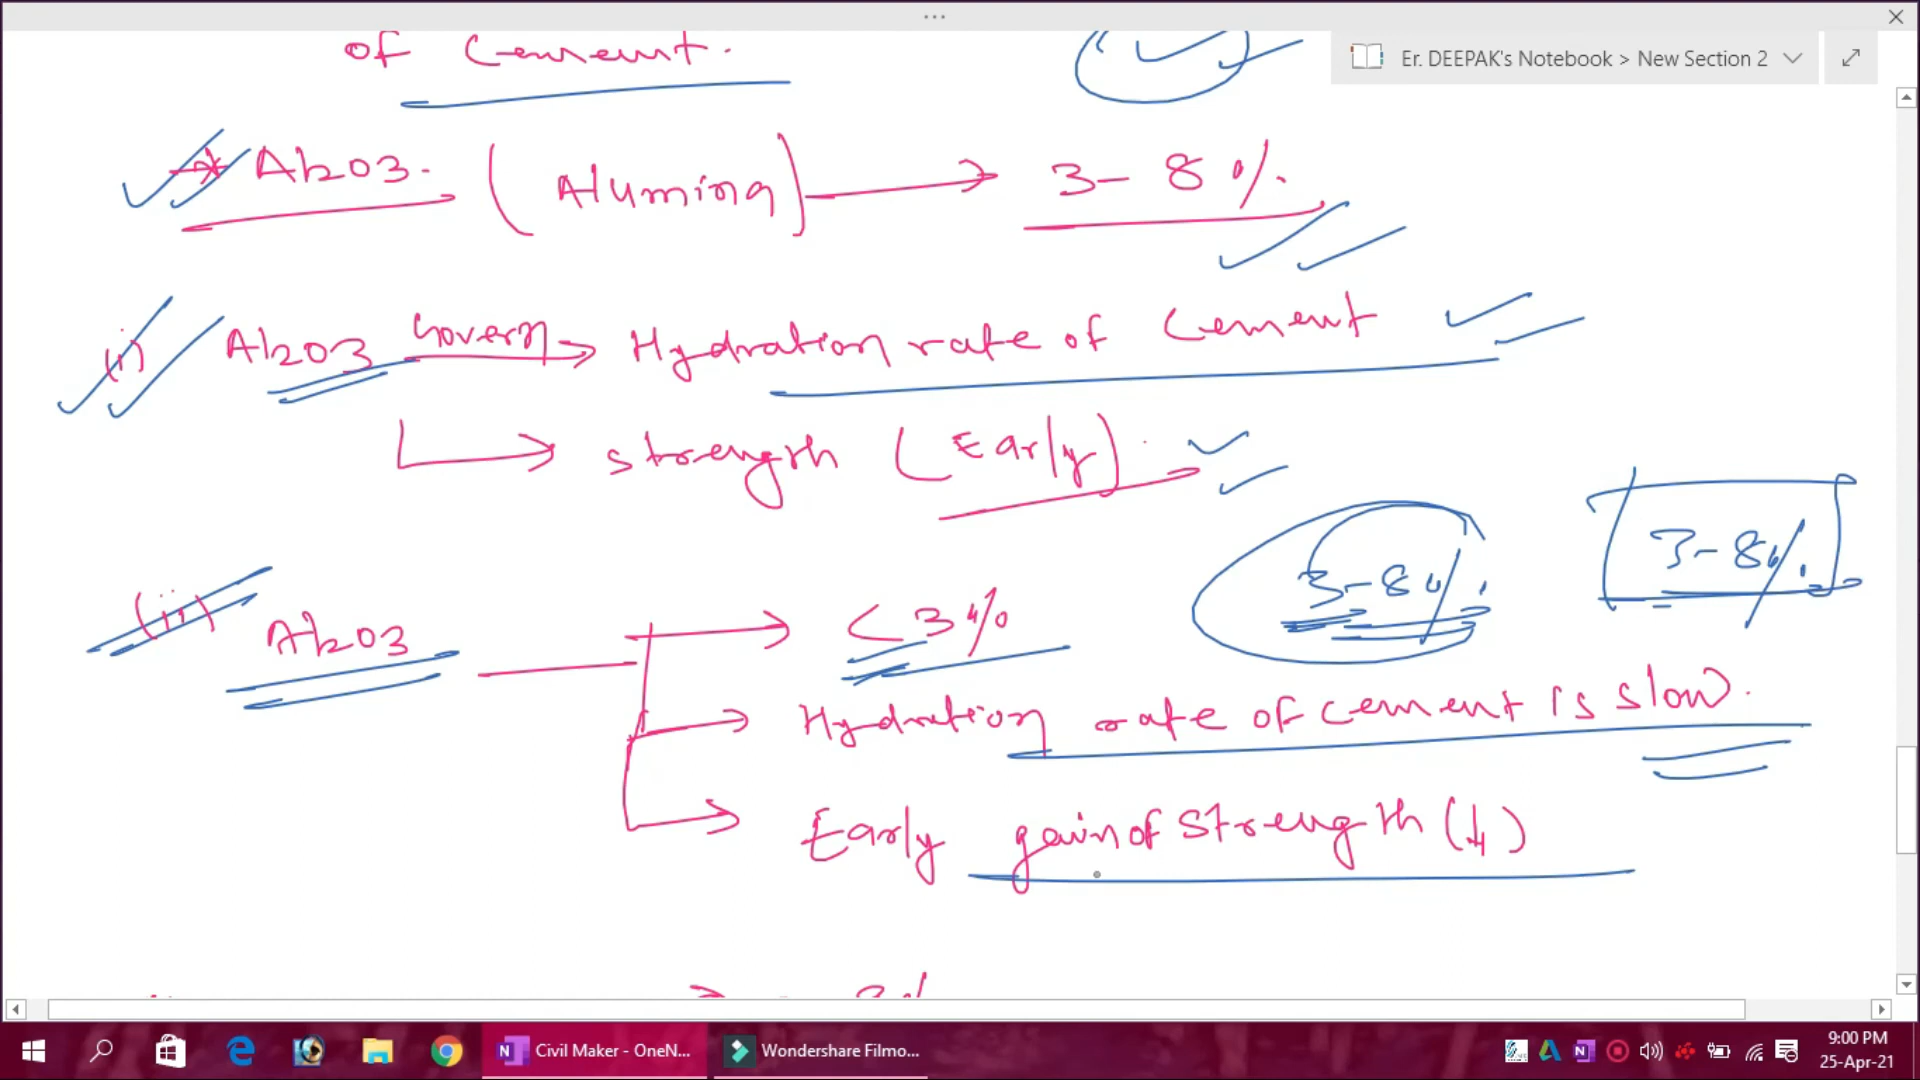 Er. DEEPAK's Notebook > New Section 2
of Cement.
Al2O3. (Alumina) → 3-8%.
(i) Al2O3 Govern → Hydration rate of Cement
→ strength (Early).
3-8%.
3-8%.
(ii) Al2O3 → <3%
→ Hydration rate of cement is slow.
→ Early gain of strength (↓)
Civil Maker - OneN...
Wondershare Filmo...
9:00 PM
25-Apr-21